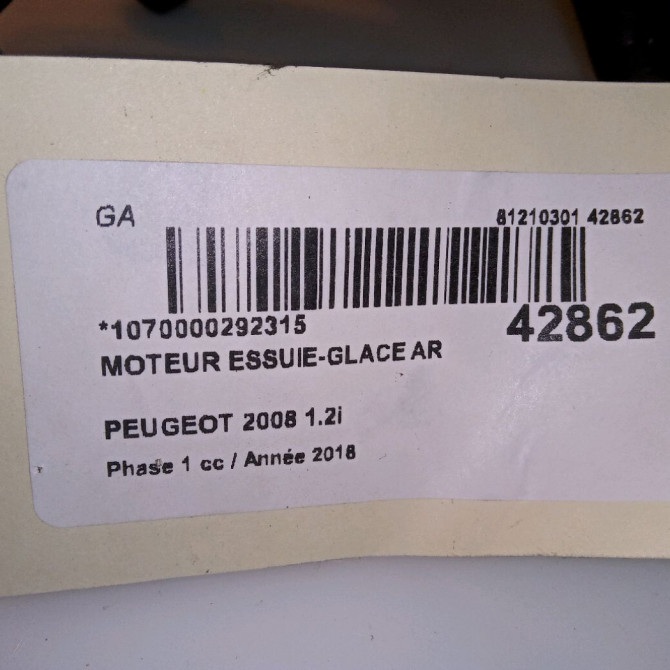 GA
81210301 42862
*1070000292315
42862
MOTEUR ESSUIE-GLACE AR
PEUGEOT 2008 1.2i
Phase 1 cc / Année 2018